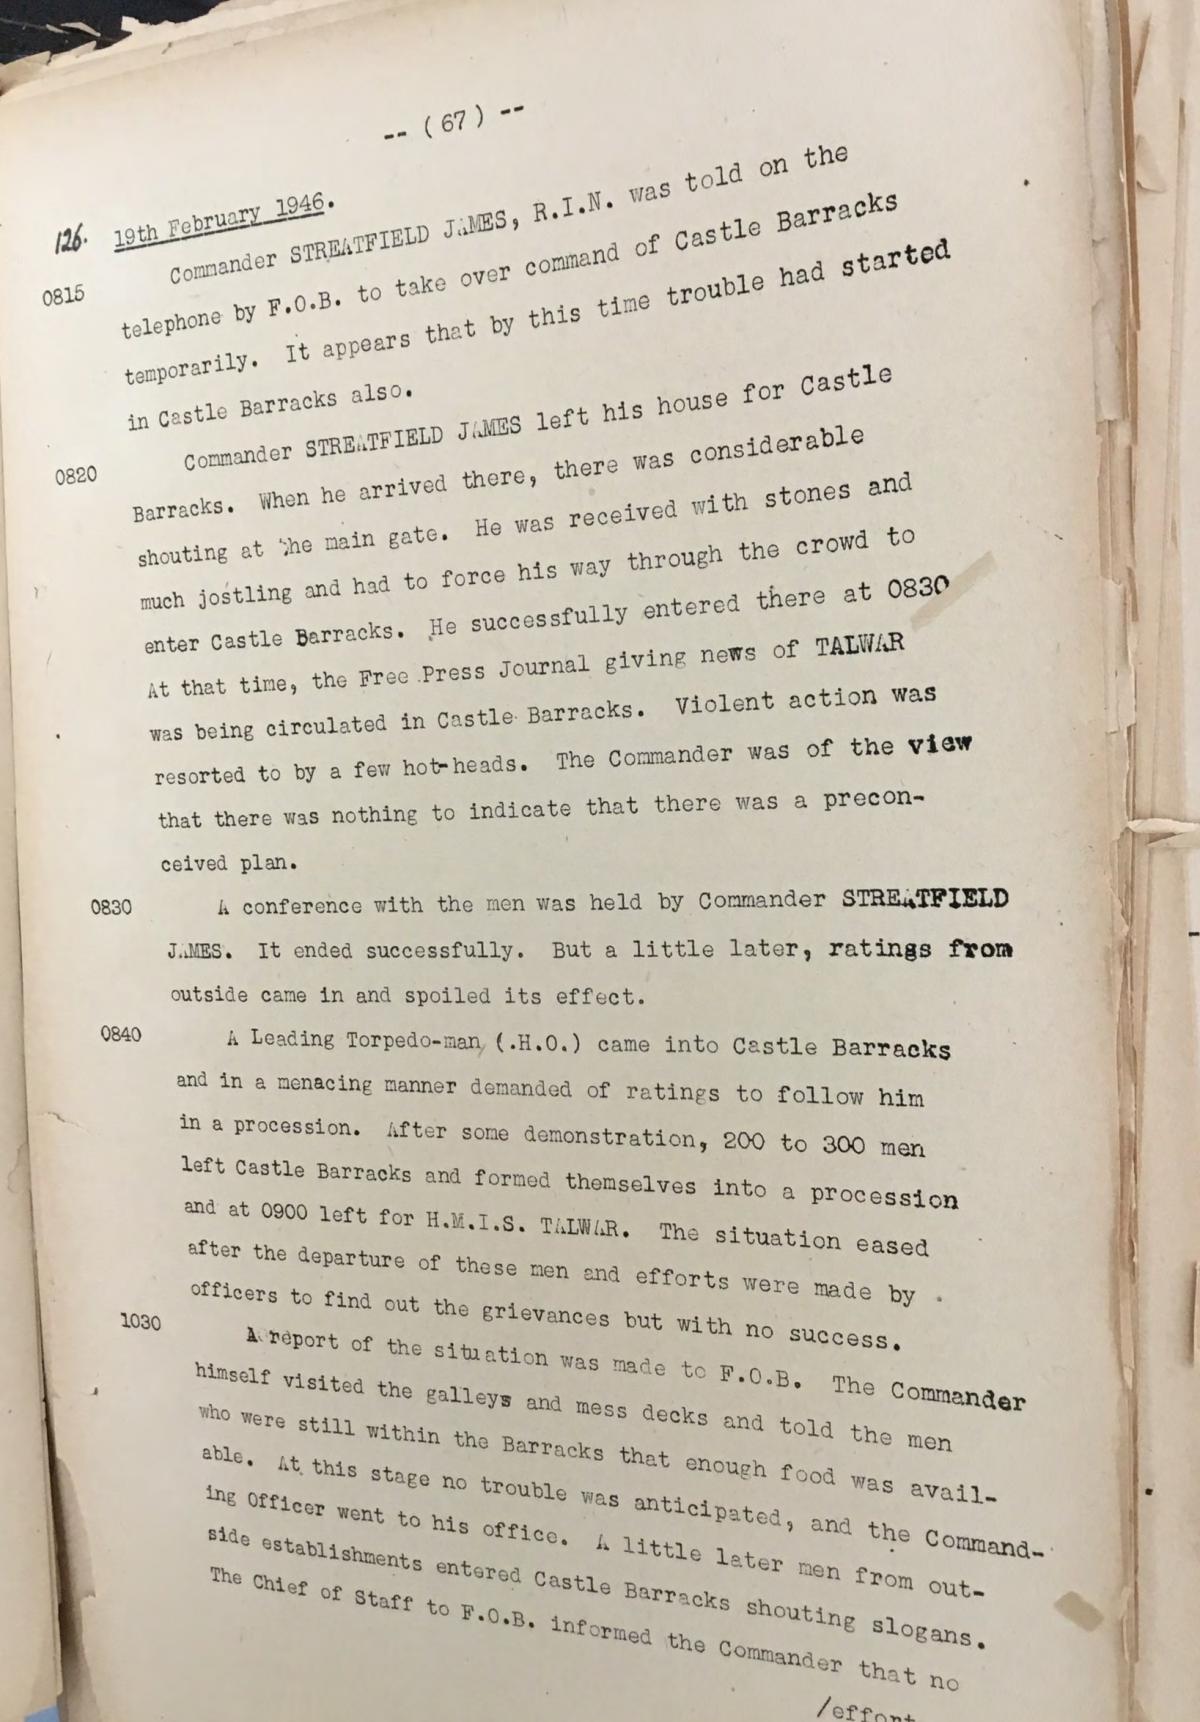 -- (67) --
126. 19th February 1946.
0815 Commander STREATFIELD JAMES, R.I.N. was told on the
telephone by F.O.B. to take over command of Castle Barracks
temporarily. It appears that by this time trouble had started
in Castle Barracks also.
0820 Commander STREATFIELD JAMES left his house for Castle
Barracks. When he arrived there, there was considerable
shouting at the main gate. He was received with stones and
much jostling and had to force his way through the crowd to
enter Castle Barracks. He successfully entered there at 0830
At that time, the Free Press Journal giving news of TALWAR
was being circulated in Castle Barracks. Violent action was
resorted to by a few hot-heads. The Commander was of the view
that there was nothing to indicate that there was a precon-
ceived plan.
0830 A conference with the men was held by Commander STREATFIELD
JAMES. It ended successfully. But a little later, ratings from
outside came in and spoiled its effect.
0840 A Leading Torpedo-man (.H.O.) came into Castle Barracks
and in a menacing manner demanded of ratings to follow him
in a procession. After some demonstration, 200 to 300 men
left Castle Barracks and formed themselves into a procession
and at 0900 left for H.M.I.S. TALWAR. The situation eased
after the departure of these men and efforts were made by
officers to find out the grievances but with no success.
1030 A report of the situation was made to F.O.B. The Commander
himself visited the galleys and mess decks and told the men
who were still within the Barracks that enough food was avail-
able. At this stage no trouble was anticipated, and the Command-
ing Officer went to his office. A little later men from out-
side establishments entered Castle Barracks shouting slogans.
The Chief of Staff to F.O.B. informed the Commander that no
/effort